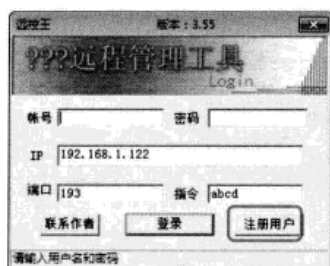 远控王 版本：3.55
???远程管理工具
Login
帐号 密码
IP 192.168.1.122
端口 193 指令 abcd
联系作者 登录 注册用户
请输入用户名和密码